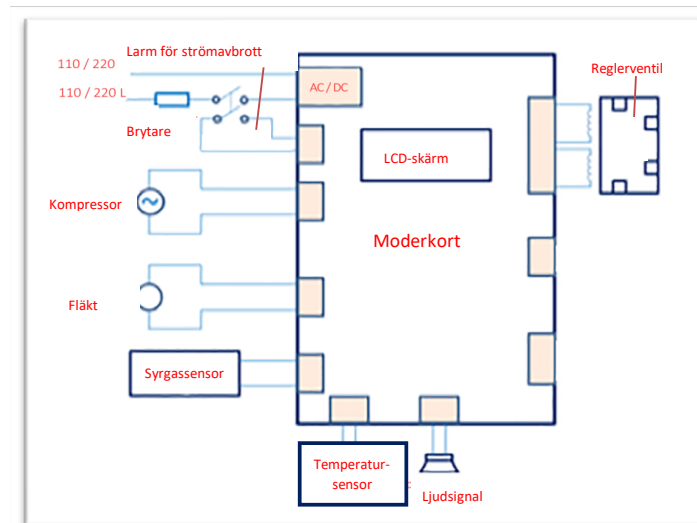 Larm för strömavbrott
110 / 220
110 / 220 L
AC / DC
Reglerventil
Brytare
LCD-skärm
Kompressor
Moderkort
Fläkt
Syrgassensor
Temperatur-
sensor
:
Ljudsignal